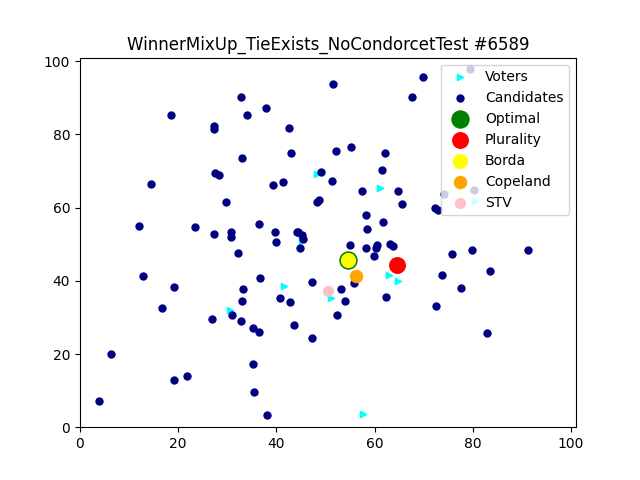 WinnerMixUp_TieExists_NoCondorcetTest #6589
100
80
60
40
20
0
0
20
40
60
80
100
Voters
Candidates
Optimal
Plurality
Borda
Copeland
STV